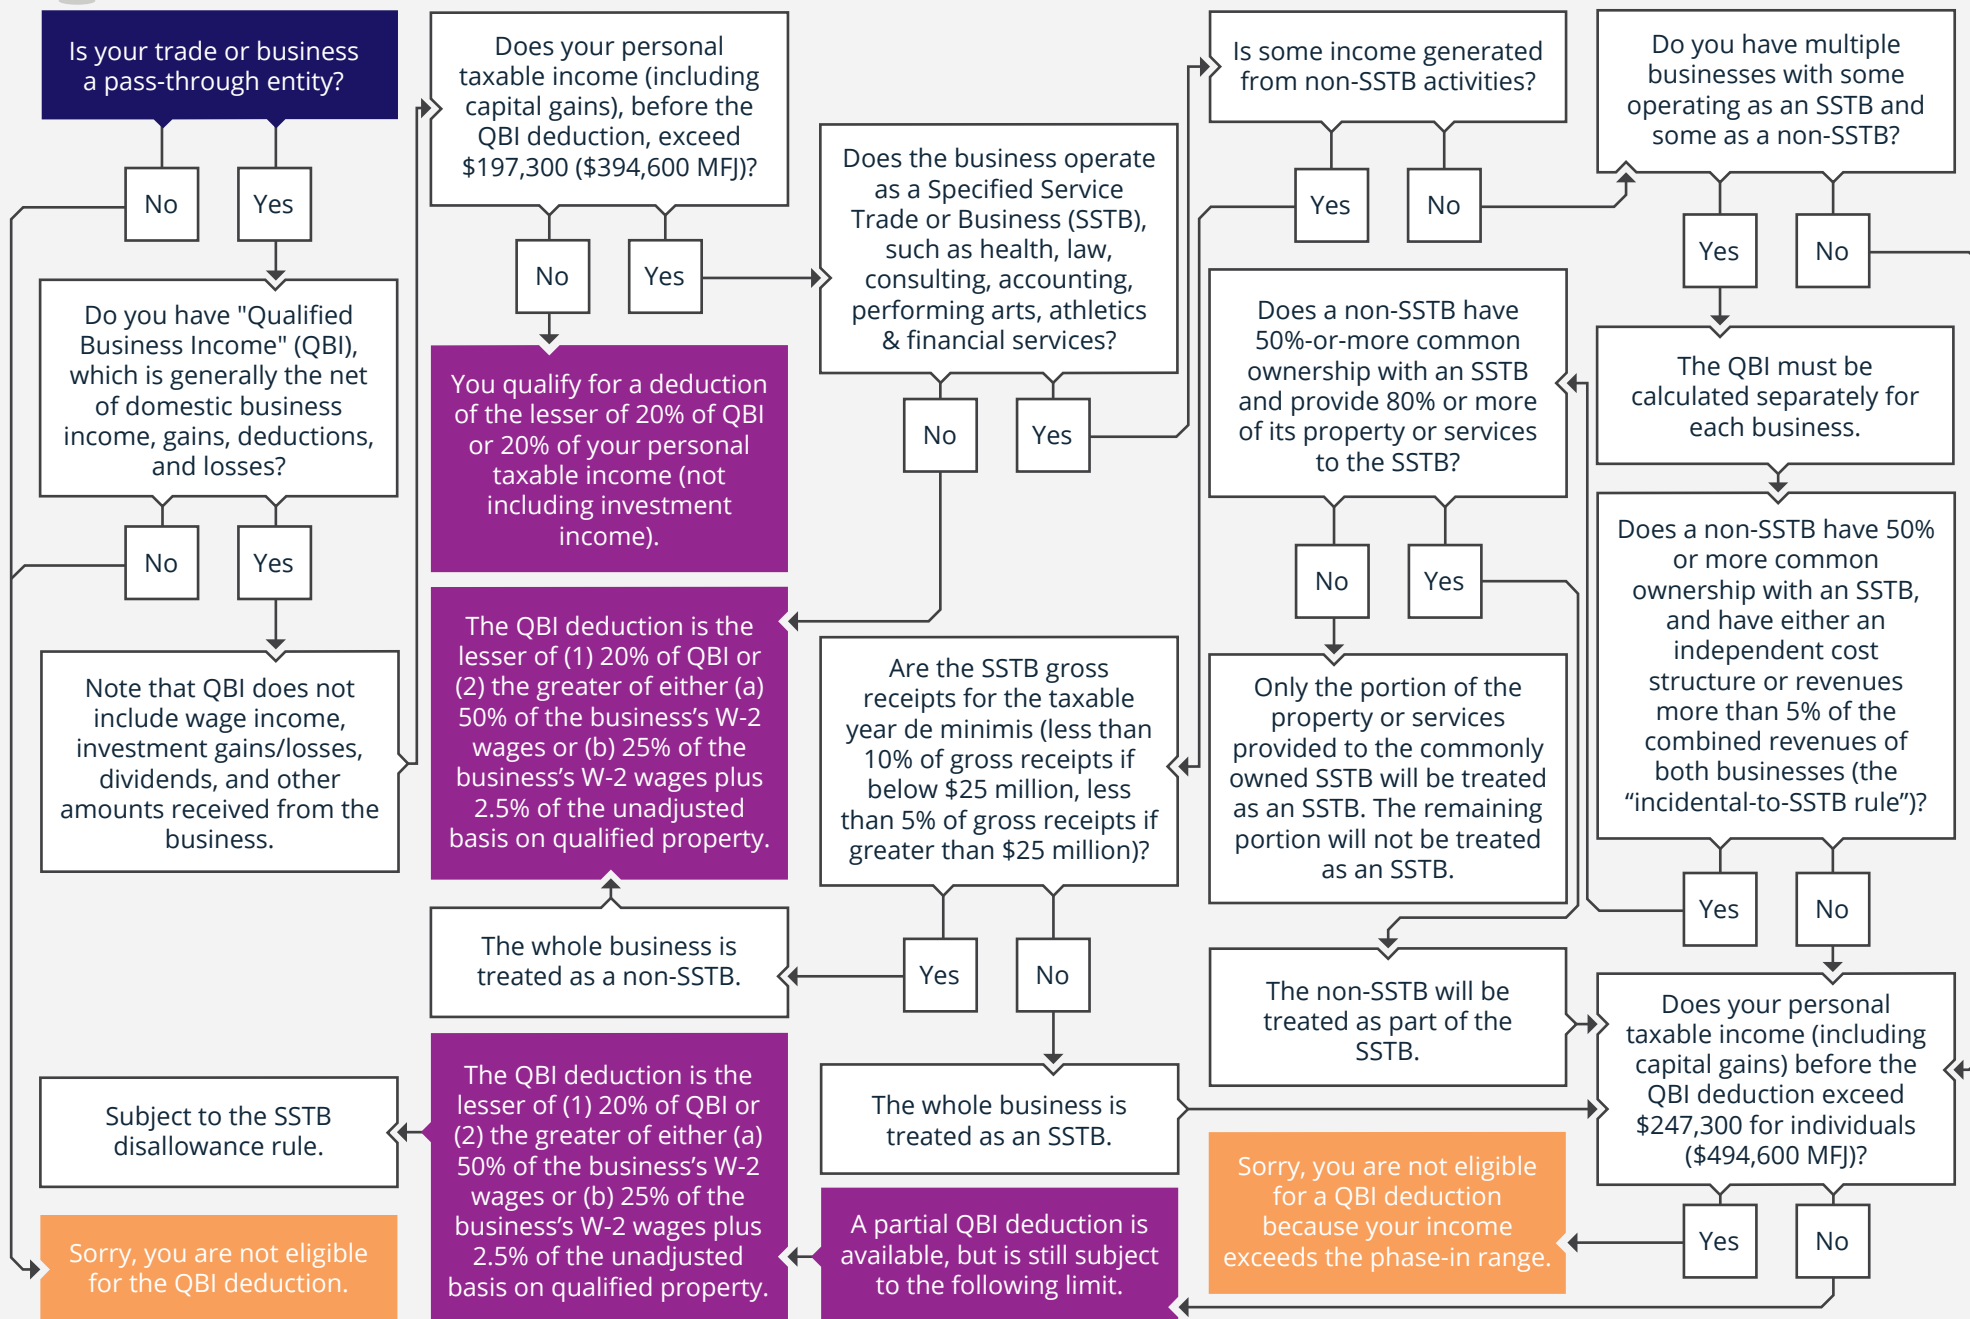 Is your trade or business
a pass-through entity?
No
Yes
Do you have "Qualified
Business Income" (QBI),
which is generally the net
of domestic business
income, gains, deductions,
and losses?
No
Yes
Note that QBI does not
include wage income,
investment gains/losses,
dividends, and other
amounts received from the
business.
Subject to the SSTB
disallowance rule.
Sorry, you are not eligible
for the QBI deduction.
Does your personal
taxable income (including
capital gains), before the
QBI deduction, exceed
$197,300 ($394,600 MFJ)?
No
Yes
You qualify for a deduction
of the lesser of 20% of QBI
or 20% of your personal
taxable income (not
including investment
income).
The QBI deduction is the
lesser of (1) 20% of QBI or
(2) the greater of either (a)
50% of the business’s W-2
wages or (b) 25% of the
business’s W-2 wages plus
2.5% of the unadjusted
basis on qualified property.
The whole business is
treated as a non-SSTB.
The QBI deduction is the
lesser of (1) 20% of QBI or
(2) the greater of either (a)
50% of the business’s W-2
wages or (b) 25% of the
business’s W-2 wages plus
2.5% of the unadjusted
basis on qualified property.
Does the business operate
as a Specified Service
Trade or Business (SSTB),
such as health, law,
consulting, accounting,
performing arts, athletics
& financial services?
No
Yes
Are the SSTB gross
receipts for the taxable
year de minimis (less than
10% of gross receipts if
below $25 million, less
than 5% of gross receipts if
greater than $25 million)?
Yes
No
The whole business is
treated as an SSTB.
A partial QBI deduction is
available, but is still subject
to the following limit.
Is some income generated
from non-SSTB activities?
Yes
No
Does a non-SSTB have
50%-or-more common
ownership with an SSTB
and provide 80% or more
of its property or services
to the SSTB?
No
Yes
Only the portion of the
property or services
provided to the commonly
owned SSTB will be treated
as an SSTB. The remaining
portion will not be treated
as an SSTB.
The non-SSTB will be
treated as part of the
SSTB.
Sorry, you are not eligible
for a QBI deduction
because your income
exceeds the phase-in range.
Do you have multiple
businesses with some
operating as an SSTB and
some as a non-SSTB?
Yes
No
The QBI must be
calculated separately for
each business.
Does a non-SSTB have 50%
or more common
ownership with an SSTB,
and have either an
independent cost
structure or revenues
more than 5% of the
combined revenues of
both businesses (the
“incidental-to-SSTB rule”)?
Yes
No
Does your personal
taxable income (including
capital gains) before the
QBI deduction exceed
$247,300 for individuals
($494,600 MFJ)?
Yes
No